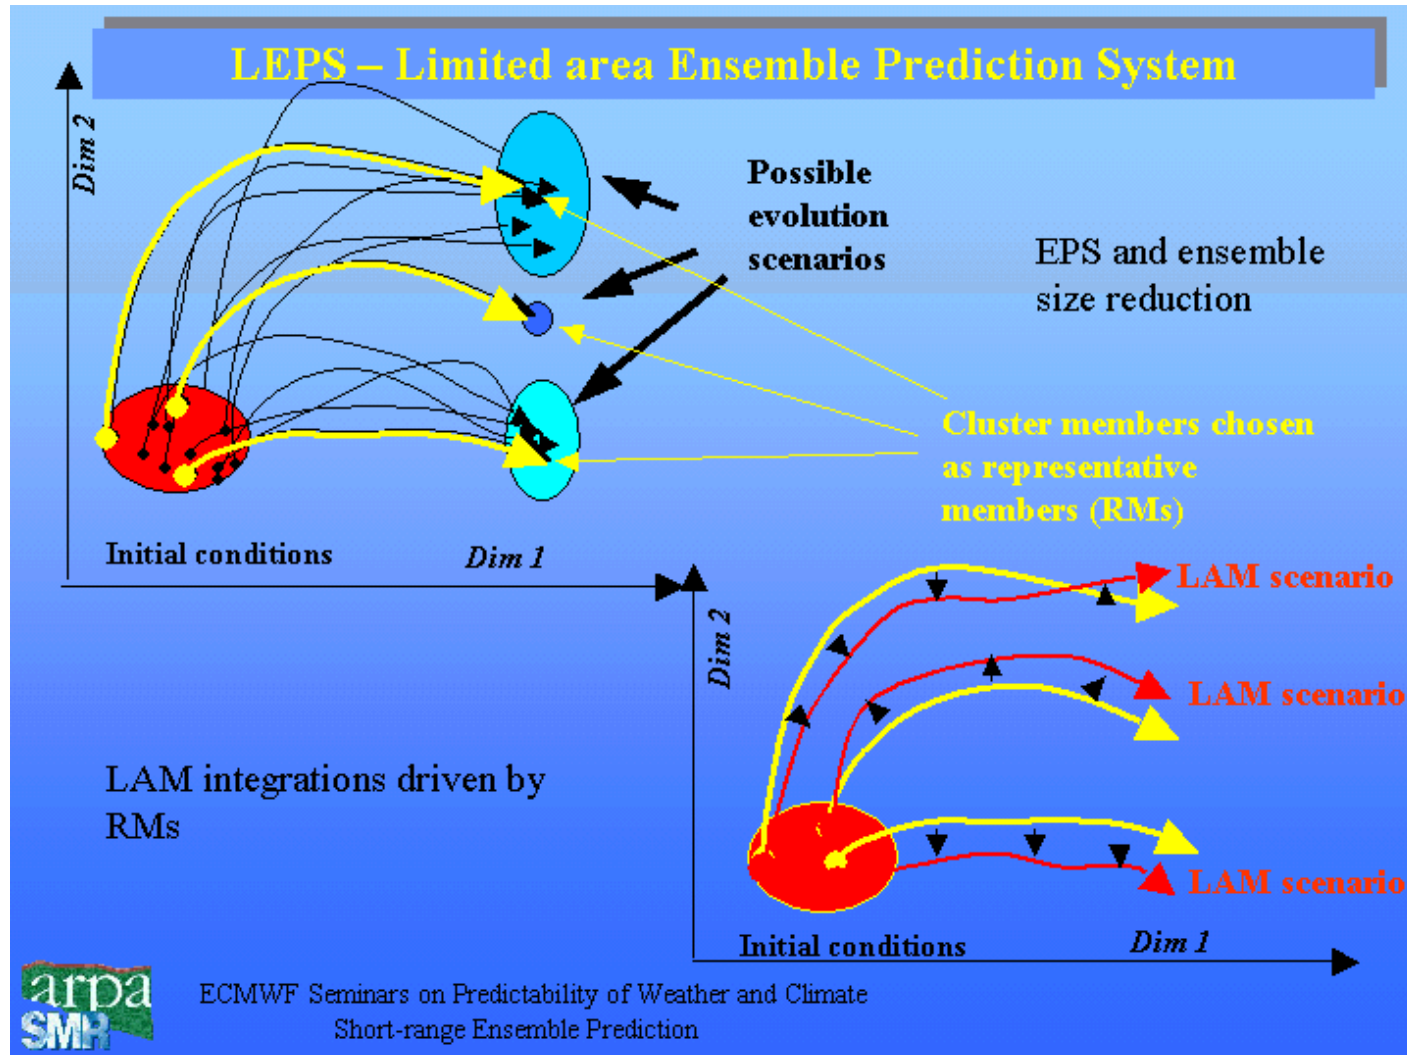 LEPS – Limited area Ensemble Prediction System
Dim 2
Possible
evolution
scenarios
EPS and ensemble
size reduction
Cluster members chosen
as representative
members (RMs)
Initial conditions
Dim 1
LAM scenario
Dim 2
LAM scenario
LAM integrations driven by
RMs
LAM scenario
Initial conditions
Dim 1
arpa
SMR
ECMWF Seminars on Predictability of Weather and Climate
Short-range Ensemble Prediction